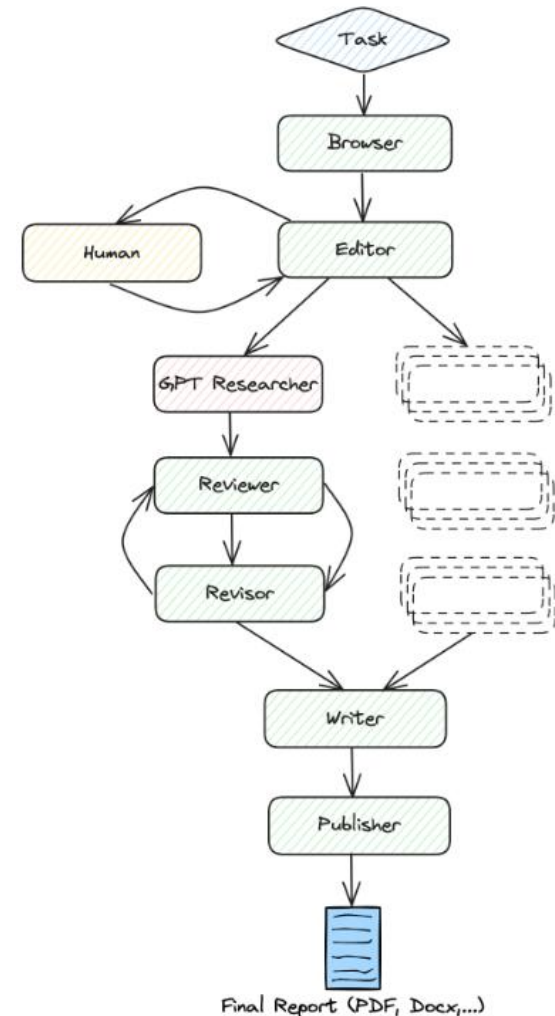 Task
Browser
Human
Editor
GPT Researcher
Reviewer
Revisor
Writer
Publisher
Final Report (PDF, Docx,...)